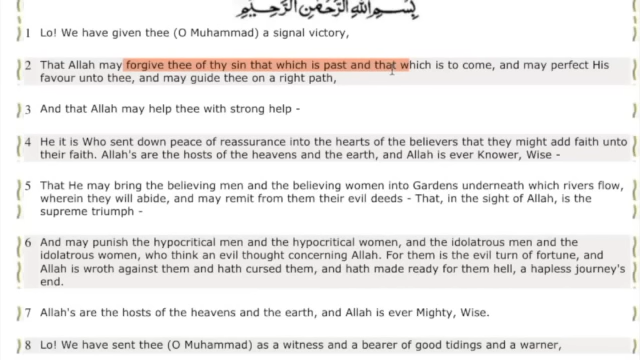 بِسْمِ اللهِ الرَّحْمٰنِ الرَّحِيْمِ
1 Lo! We have given thee (O Muhammad) a signal victory,
2 That Allah may forgive thee of thy sin that which is past and that which is to come, and may perfect His
favour unto thee, and may guide thee on a right path,
3 And that Allah may help thee with strong help -
4 He it is Who sent down peace of reassurance into the hearts of the believers that they might add faith unto
their faith. Allah's are the hosts of the heavens and the earth, and Allah is ever Knower, Wise -
5 That He may bring the believing men and the believing women into Gardens underneath which rivers flow,
wherein they will abide, and may remit from them their evil deeds - That, in the sight of Allah, is the
supreme triumph -
6 And may punish the hypocritical men and the hypocritical women, and the idolatrous men and the
idolatrous women, who think an evil thought concerning Allah. For them is the evil turn of fortune, and
Allah is wroth against them and hath cursed them, and hath made ready for them hell, a hapless journey's
end.
7 Allah's are the hosts of the heavens and the earth, and Allah is ever Mighty, Wise.
8 Lo! We have sent thee (O Muhammad) as a witness and a bearer of good tidings and a warner,